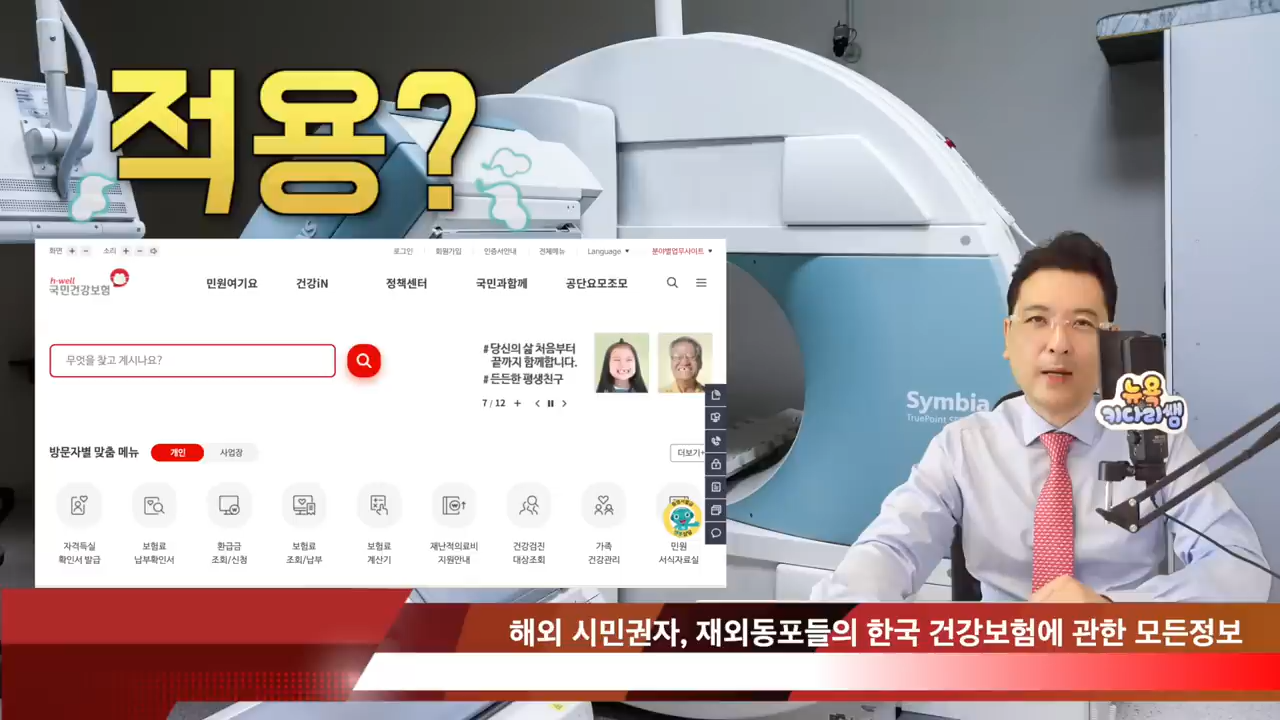 적용?
화면 + -
소리 + -
로그인
회원가입
인증서안내
전체메뉴
Language
분야별업무사이트
h-well
국민건강보험
민원여기요
건강iN
정책센터
국민과함께
공단요모조모
무엇을 찾고 계시나요?
# 당신의 삶 처음부터
끝까지 함께합니다.
# 든든한 평생친구
7 / 12 +
방문자별 맞춤 메뉴
개인
사업장
더보기+
자격득실
확인서 발급
보험료
납부확인서
환급금
조회/신청
보험료
조회/납부
보험료
계산기
재난적의료비
지원안내
건강검진
대상조회
가족
건강관리
민원
서식자료실
Symbia
TruePoint
뉴욕
키다리쌤
해외 시민권자, 재외동포들의 한국 건강보험에 관한 모든정보